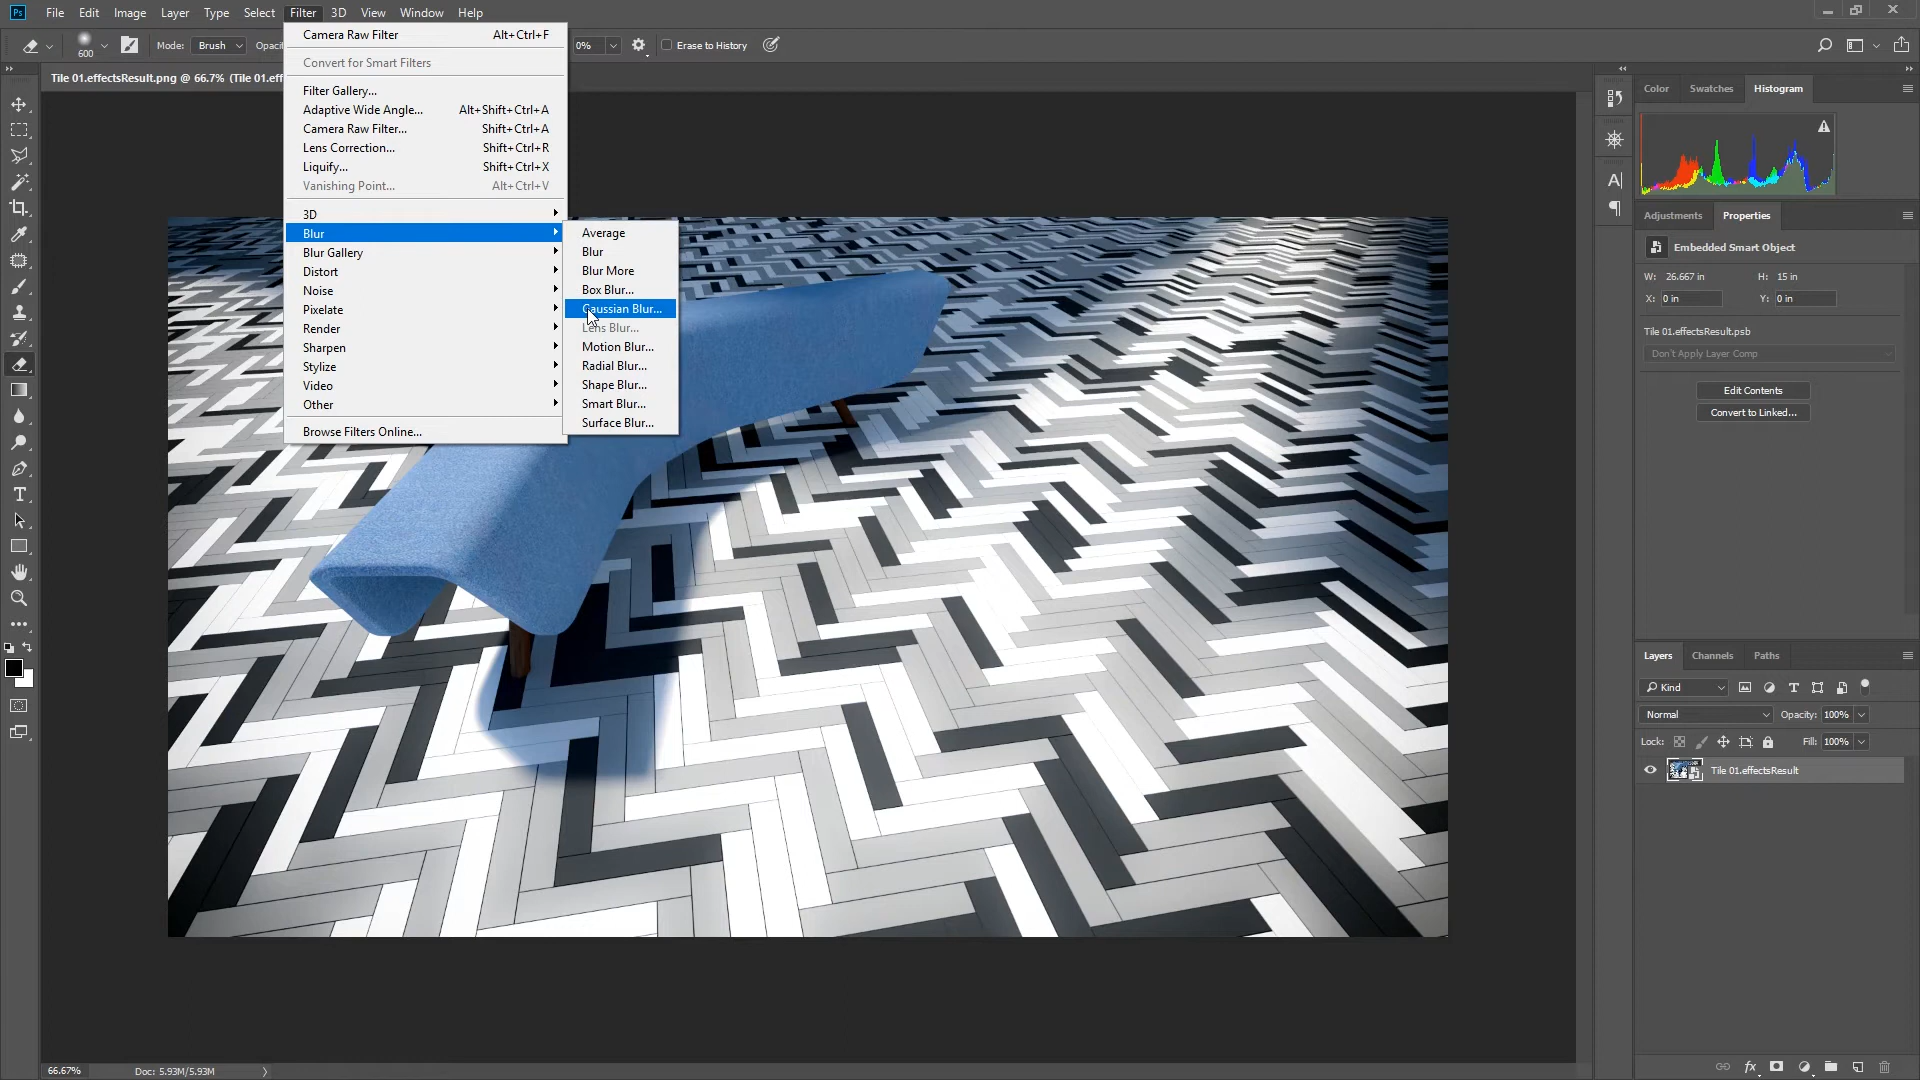 Ps File Edit Image Layer Type Select Filter 3D View Window Help
600 Mode: Brush Opaci 0% Erase to History
Tile 01.effectsResult.png @ 66.7% (Tile 01.eff
Camera Raw Filter Alt+Ctrl+F
Convert for Smart Filters
Filter Gallery...
Adaptive Wide Angle... Alt+Shift+Ctrl+A
Camera Raw Filter... Shift+Ctrl+A
Lens Correction... Shift+Ctrl+R
Liquify... Shift+Ctrl+X
Vanishing Point... Alt+Ctrl+V
3D
Blur
Blur Gallery
Distort
Noise
Pixelate
Render
Sharpen
Stylize
Video
Other
Browse Filters Online...
Average
Blur
Blur More
Box Blur...
Gaussian Blur...
Lens Blur...
Motion Blur...
Radial Blur...
Shape Blur...
Smart Blur...
Surface Blur...
Color Swatches Histogram
Adjustments Properties
Embedded Smart Object
W: 26.667 in H: 15 in
X: 0 in Y: 0 in
Tile 01.effectsResult.psb
Don't Apply Layer Comp
Edit Contents
Convert to Linked...
Layers Channels Paths
Kind
Normal Opacity: 100%
Lock: Fill: 100%
Tile 01.effectsResult
fx
66.67% Doc: 5.93M/5.93M